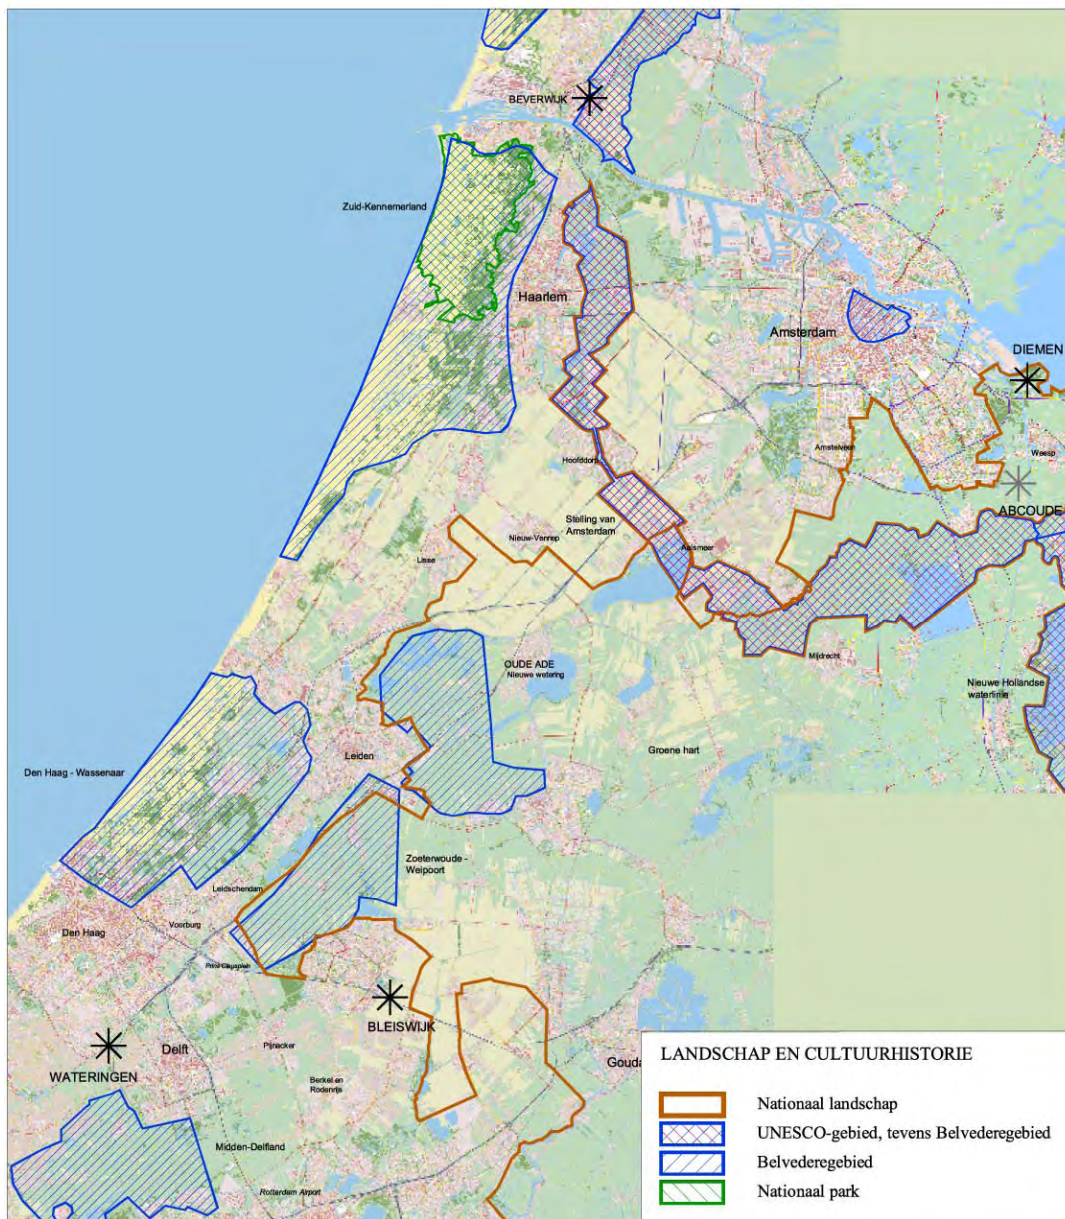 BEVERWIJK
Zuid-Kennemerland
Haarlem
Amsterdam
DIEMEN
Amstelveen
Weesp
Hoofddorp
ABCOUDE
Stelling van
Amsterdam
Nieuw-Vennep
Aalsmeer
Lisse
OUDE ADE
Nieuwe wetering
Mijdrecht
Nieuwe Hollandse
waterlinie
Groene hart
Leiden
Den Haag - Wassenaar
Zoeterwoude -
Weipoort
Leidschendam
Voorburg
Den Haag
Prins Clausplein
BLEISWIJK
Delft
Pijnacker
WATERINGEN
Berkel en
Rodenrijs
Gouda
Midden-Delfland
Rotterdam Airport
LANDSCHAP EN CULTUURHISTORIE
Nationaal landschap
UNESCO-gebied, tevens Belvederegebied
Belvederegebied
Nationaal park